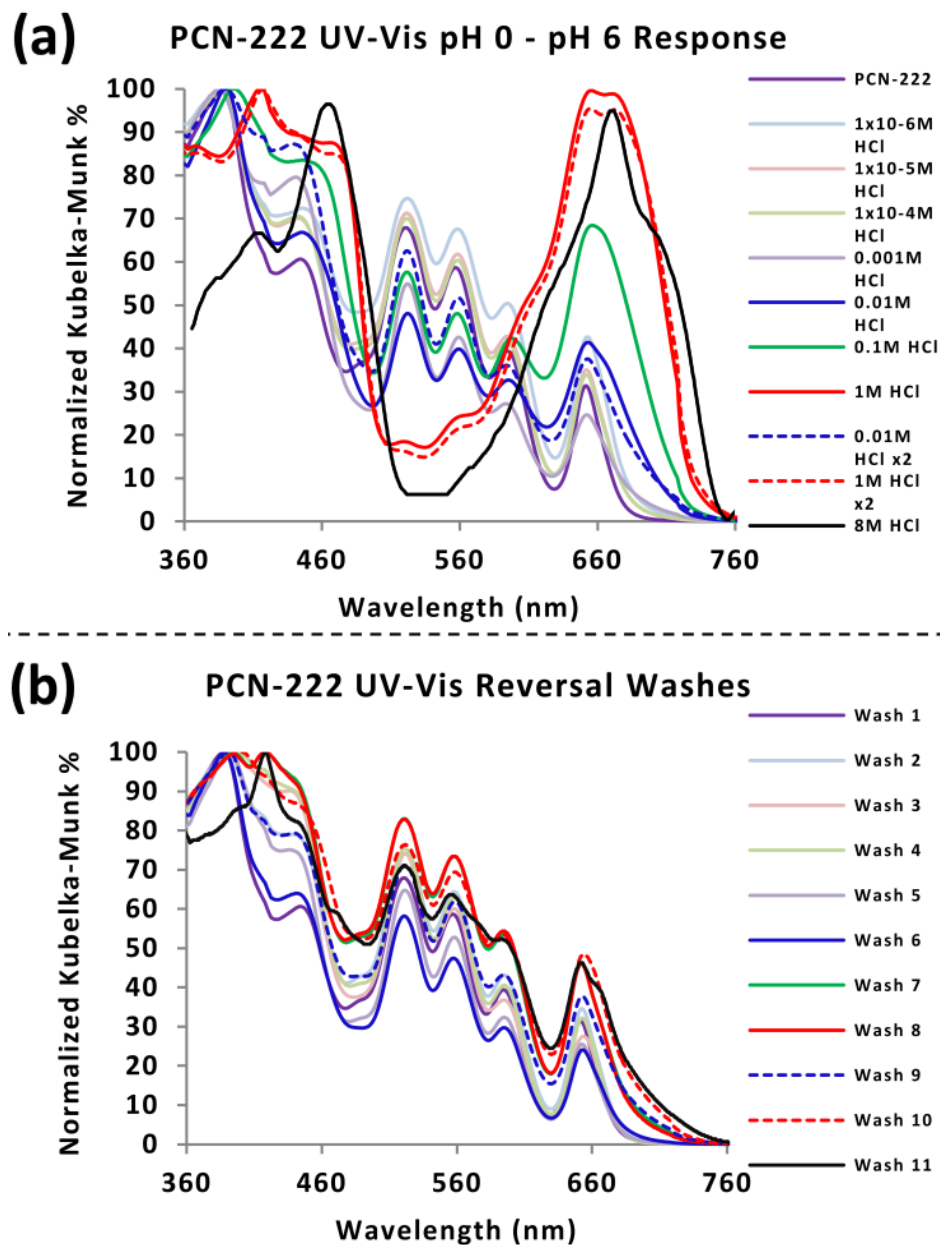 (a)
PCN-222 UV-Vis pH 0 - pH 6 Response
Normalized Kubelka-Munk %
100
90
80
70
60
50
40
30
20
10
0
360 460 560 660 760
Wavelength (nm)
PCN-222
1x10-6M
HCl
1x10-5M
HCl
1x10-4M
HCl
0.001M
HCl
0.01M
HCl
0.1M HCl
1M HCl
0.01M
HCl x2
1M HCl
x2
8M HCl
(b)
PCN-222 UV-Vis Reversal Washes
Normalized Kubelka-Munk %
100
90
80
70
60
50
40
30
20
10
0
360 460 560 660 760
Wavelength (nm)
Wash 1
Wash 2
Wash 3
Wash 4
Wash 5
Wash 6
Wash 7
Wash 8
Wash 9
Wash 10
Wash 11